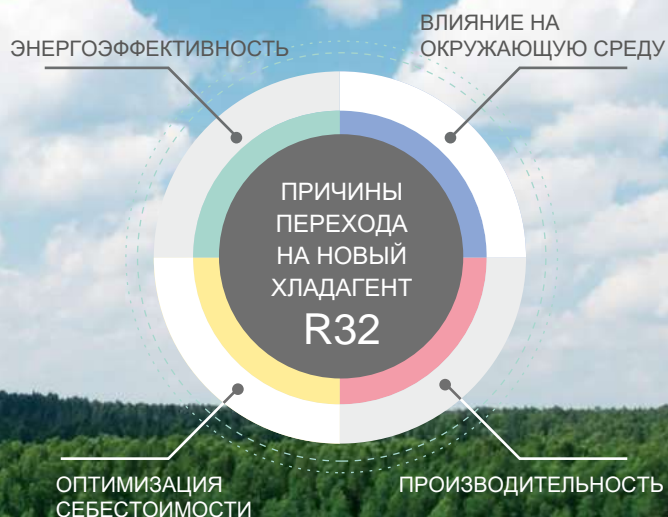 ВЛИЯНИЕ НА
ОКРУЖАЮЩУЮ СРЕДУ
ЭНЕРГОЭФФЕКТИВНОСТЬ
ПРИЧИНЫ
ПЕРЕХОДА
НА НОВЫЙ
ХЛАДАГЕНТ
R32
ОПТИМИЗАЦИЯ
СЕБЕСТОИМОСТИ
ПРОИЗВОДИТЕЛЬНОСТЬ